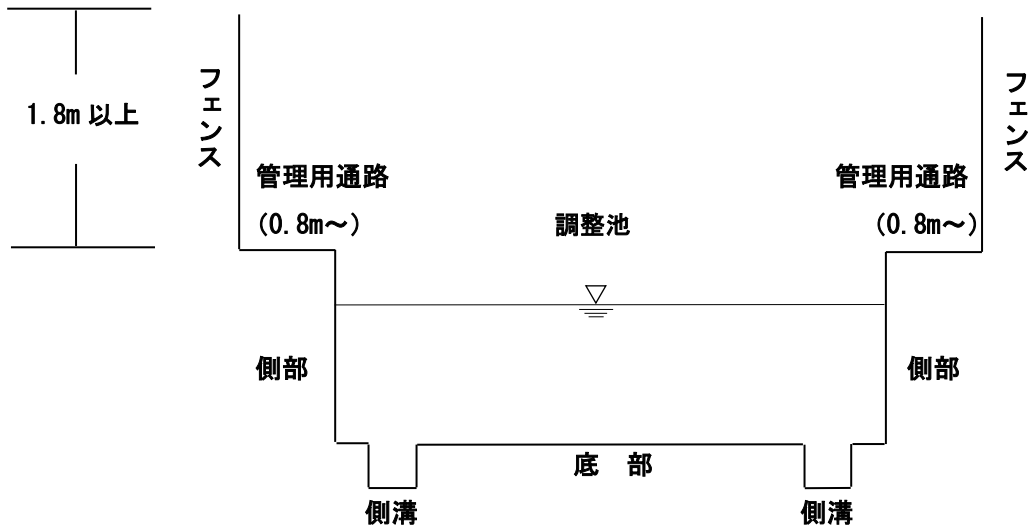 フェンス
フェンス
1.8m 以上
管理用通路
(0.8m~)
管理用通路
(0.8m~)
調整池
側部
側部
底 部
側溝
側溝